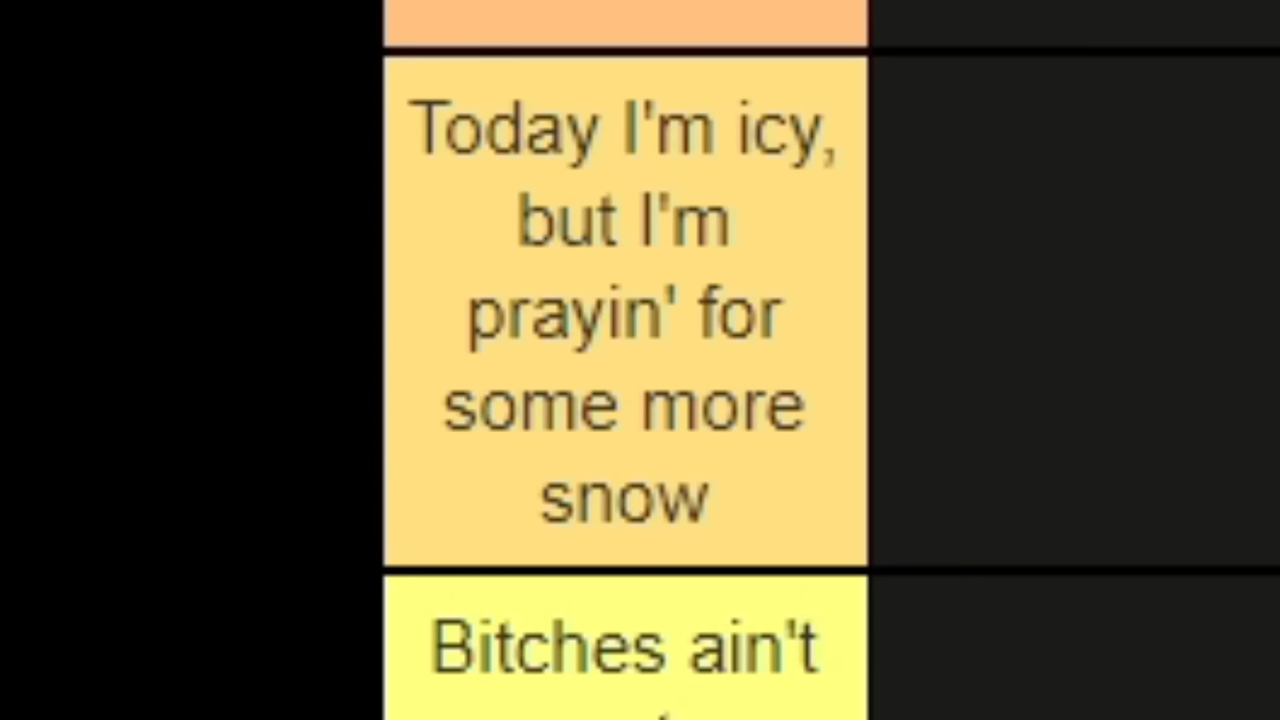 Today I'm icy,
but I'm
prayin' for
some more
snow
Bitches ain't